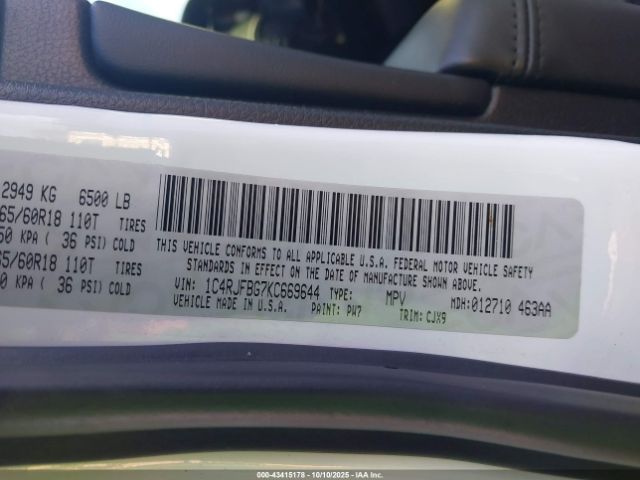 2949 KG 6500 LB
65/60R18 110T TIRES
50 KPA ( 36 PSI) COLD
65/60R18 110T TIRES
0 KPA ( 36 PSI) COLD
THIS VEHICLE CONFORMS TO ALL APPLICABLE U.S.A. FEDERAL MOTOR VEHICLE SAFETY
STANDARDS IN EFFECT ON THE DATE OF MANUFACTURE SHOWN ABOVE.
VIN: 1C4RJFBG7KC669644 TYPE: MPV MDH:012710 463AA
VEHICLE MADE IN U.S.A. PAINT: PW7 TRIM: CJX9
000-43415178 - 10/10/2025 - IAA Inc.